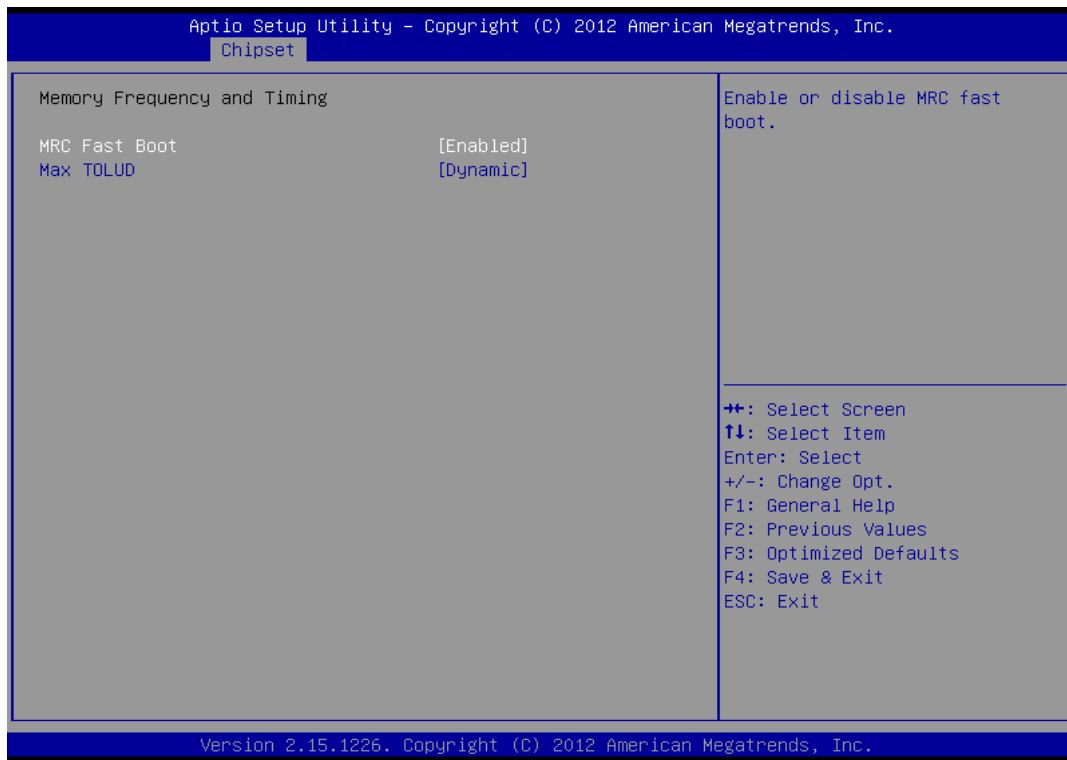 Aptio Setup Utility – Copyright (C) 2012 American Megatrends, Inc.
Chipset
Memory Frequency and Timing
MRC Fast Boot [Enabled]
Max TOLUD [Dynamic]
Enable or disable MRC fast
boot.
→←: Select Screen
↑↓: Select Item
Enter: Select
+/-: Change Opt.
F1: General Help
F2: Previous Values
F3: Optimized Defaults
F4: Save & Exit
ESC: Exit
Version 2.15.1226. Copyright (C) 2012 American Megatrends, Inc.